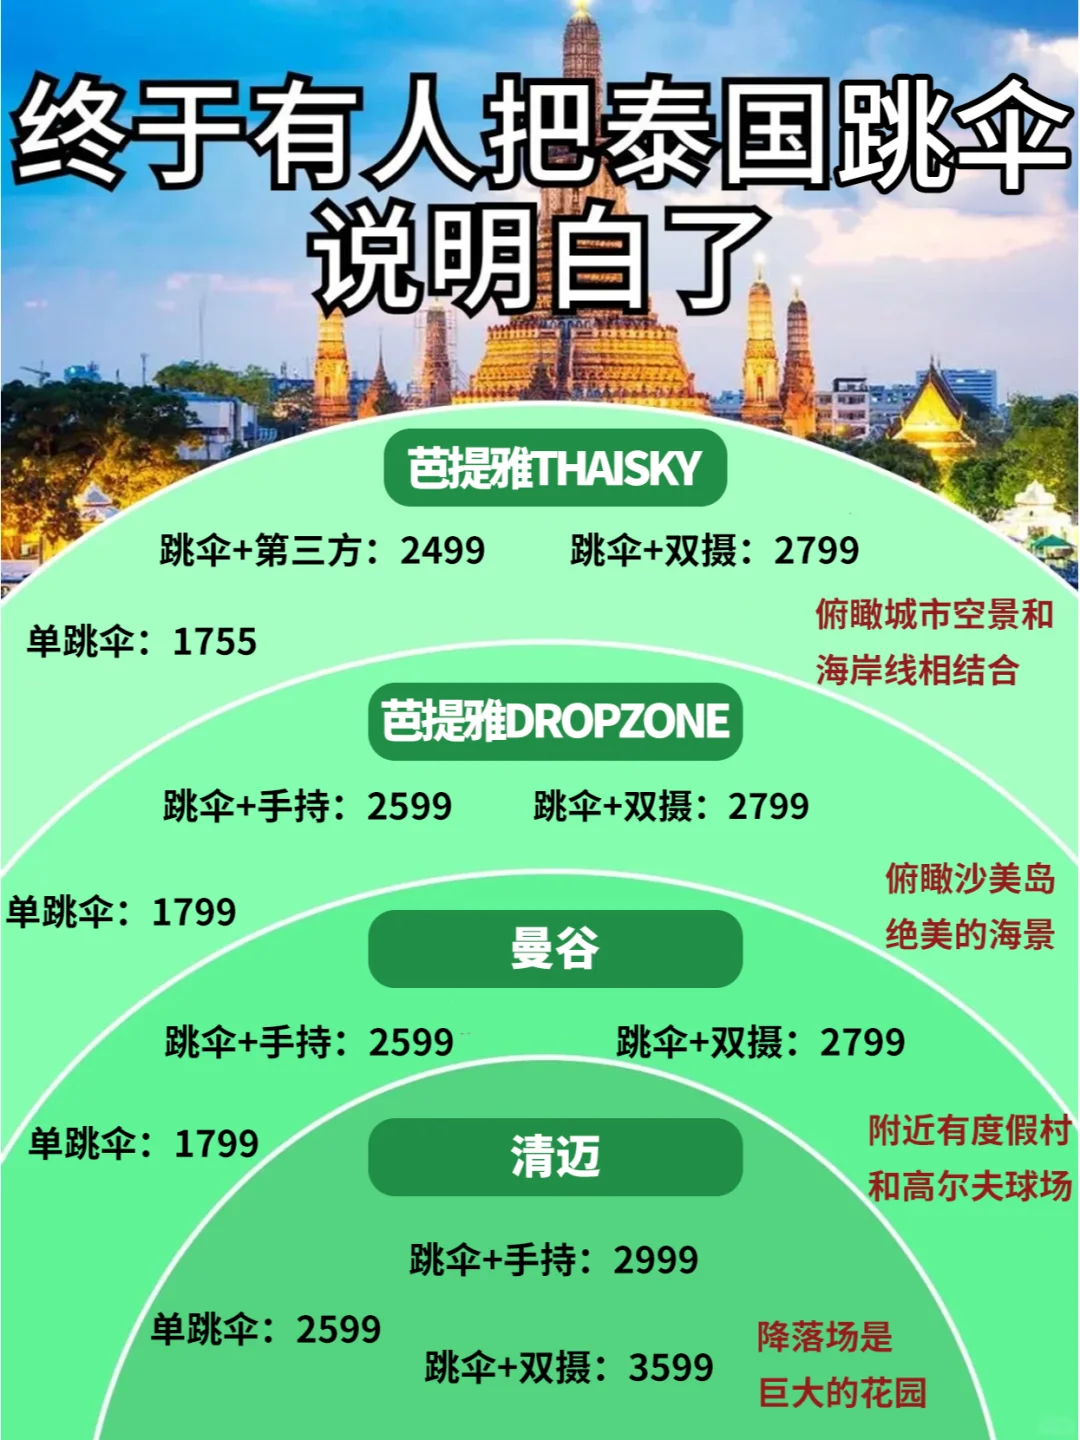 终于有人把泰国跳伞
说明白了
芭提雅THAISKY
跳伞+第三方：2499
跳伞+双摄：2799
单跳伞：1755
俯瞰城市空景和
海岸线相结合
芭提雅DROPZONE
跳伞+手持：2599
跳伞+双摄：2799
单跳伞：1799
俯瞰沙美岛
绝美的海景
曼谷
跳伞+手持：2599
跳伞+双摄：2799
单跳伞：1799
附近有度假村
和高尔夫球场
清迈
跳伞+手持：2999
单跳伞：2599
跳伞+双摄：3599
降落场是
巨大的花园